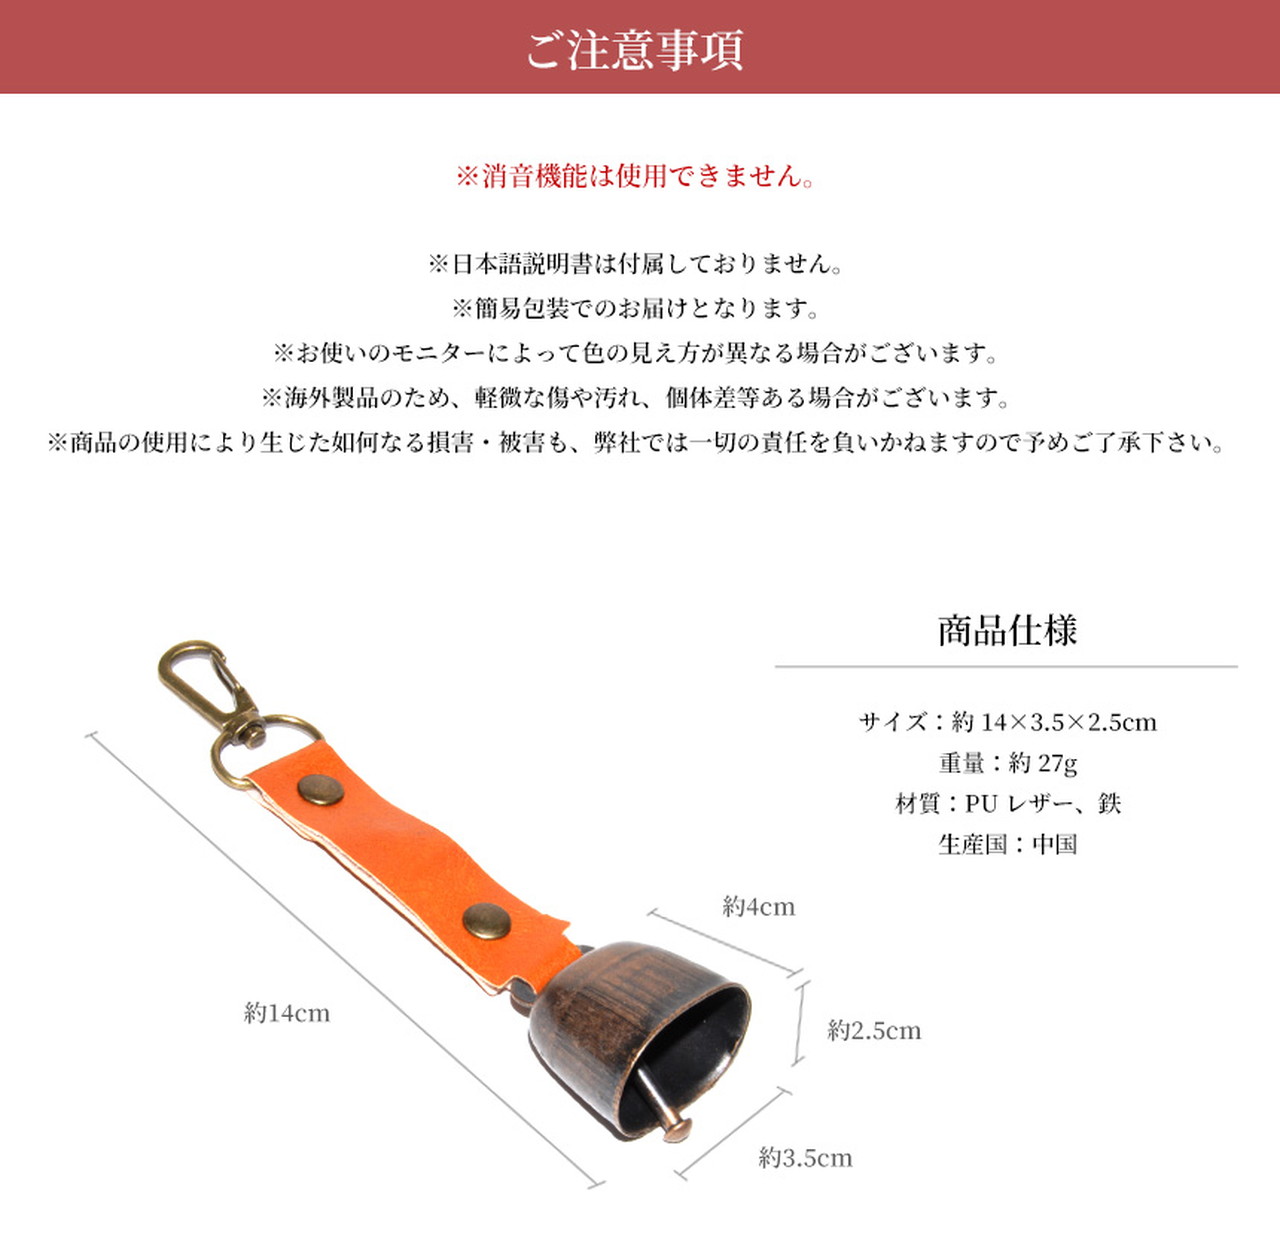 ご注意事項
※消音機能は使用できません。
※日本語説明書は付属しておりません。
※簡易包装でのお届けとなります。
※お使いのモニターによって色の見え方が異なる場合がございます。
※海外製品のため、軽微な傷や汚れ、個体差等ある場合がございます。
※商品の使用により生じた如何なる損害・被害も、弊社では一切の責任を負いかねますので予めご了承下さい。
商品仕様
サイズ：約 14×3.5×2.5cm
重量：約 27g
材質：PU レザー、鉄
生産国：中国
約4cm
約14cm
約2.5cm
約3.5cm